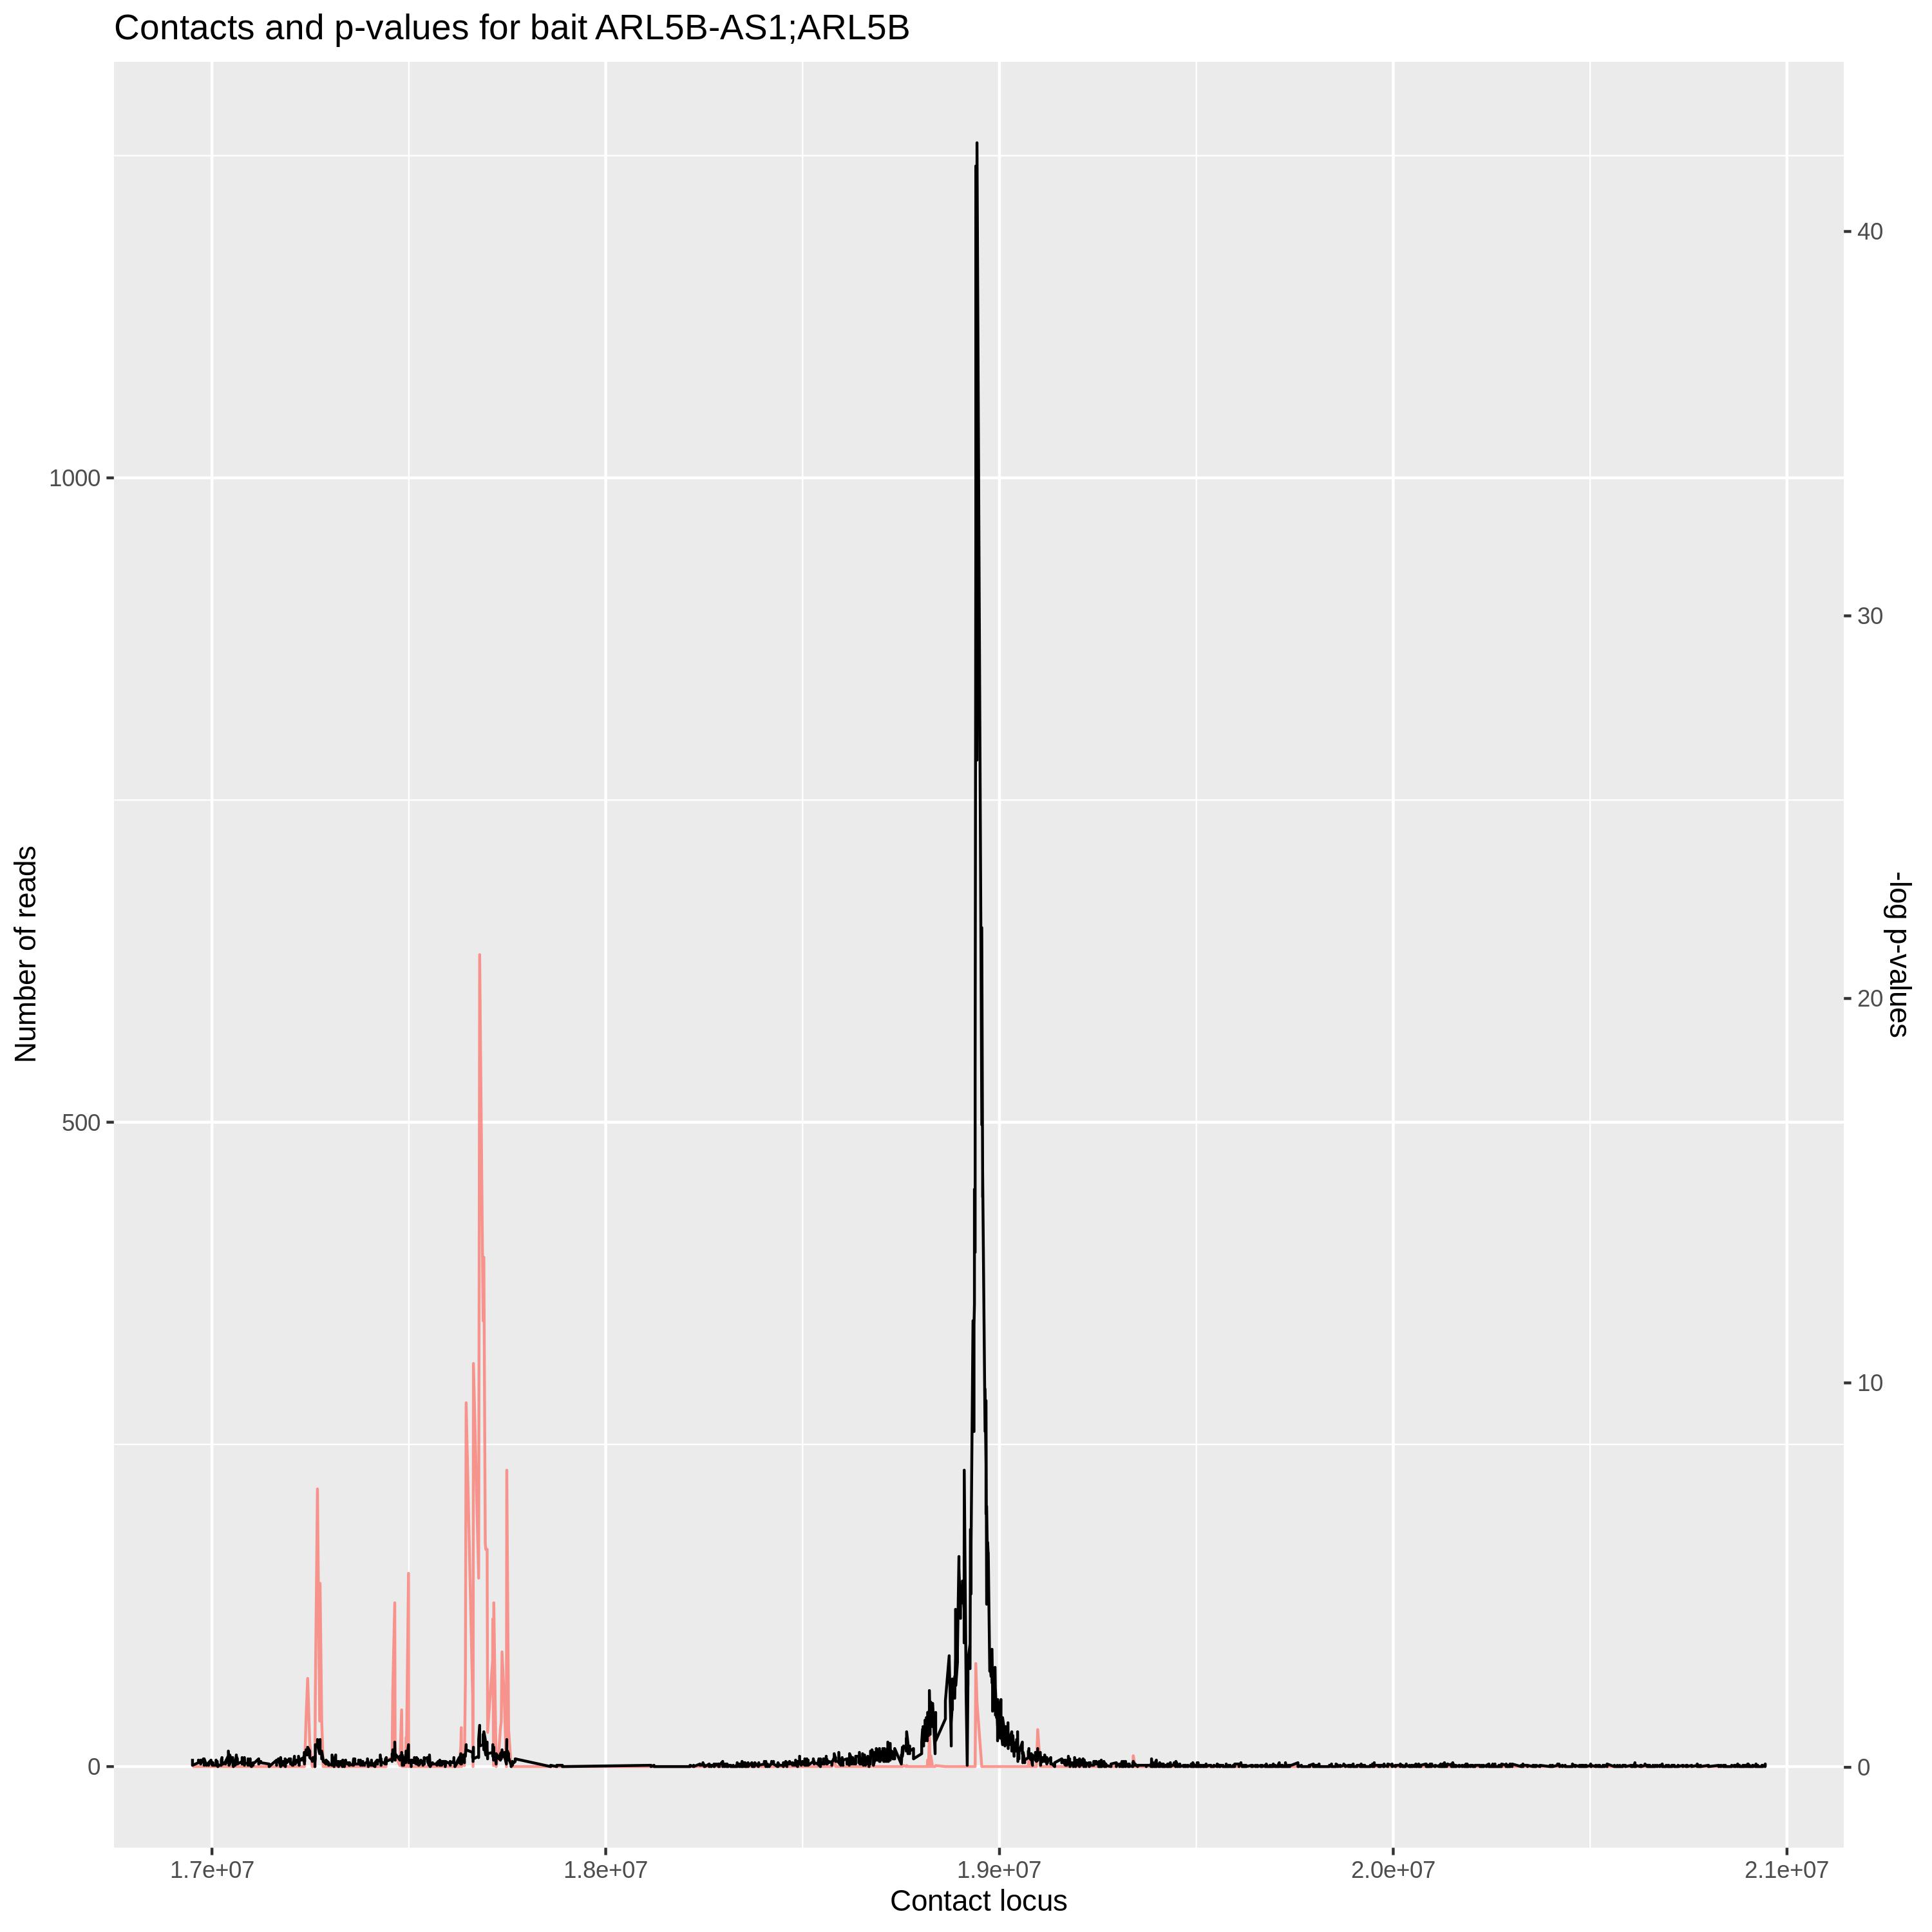 Contacts and p-values for bait ARL5B-AS1;ARL5B
Number of reads
1000
500
0
40
30
20
10
0
-log p-values
1.7e+07 1.8e+07 1.9e+07 2.0e+07 2.1e+07
Contact locus